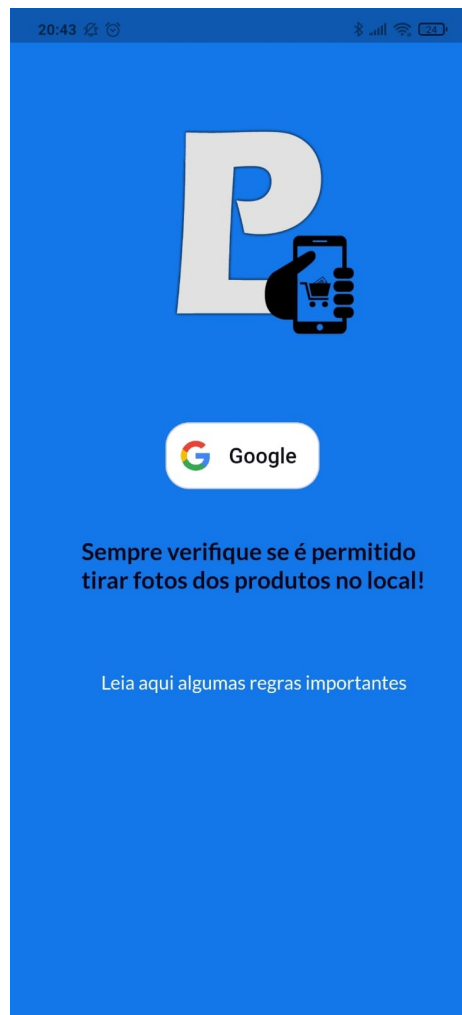 20:43
24
P
Google
Sempre verifique se é permitido
tirar fotos dos produtos no local!
Leia aqui algumas regras importantes